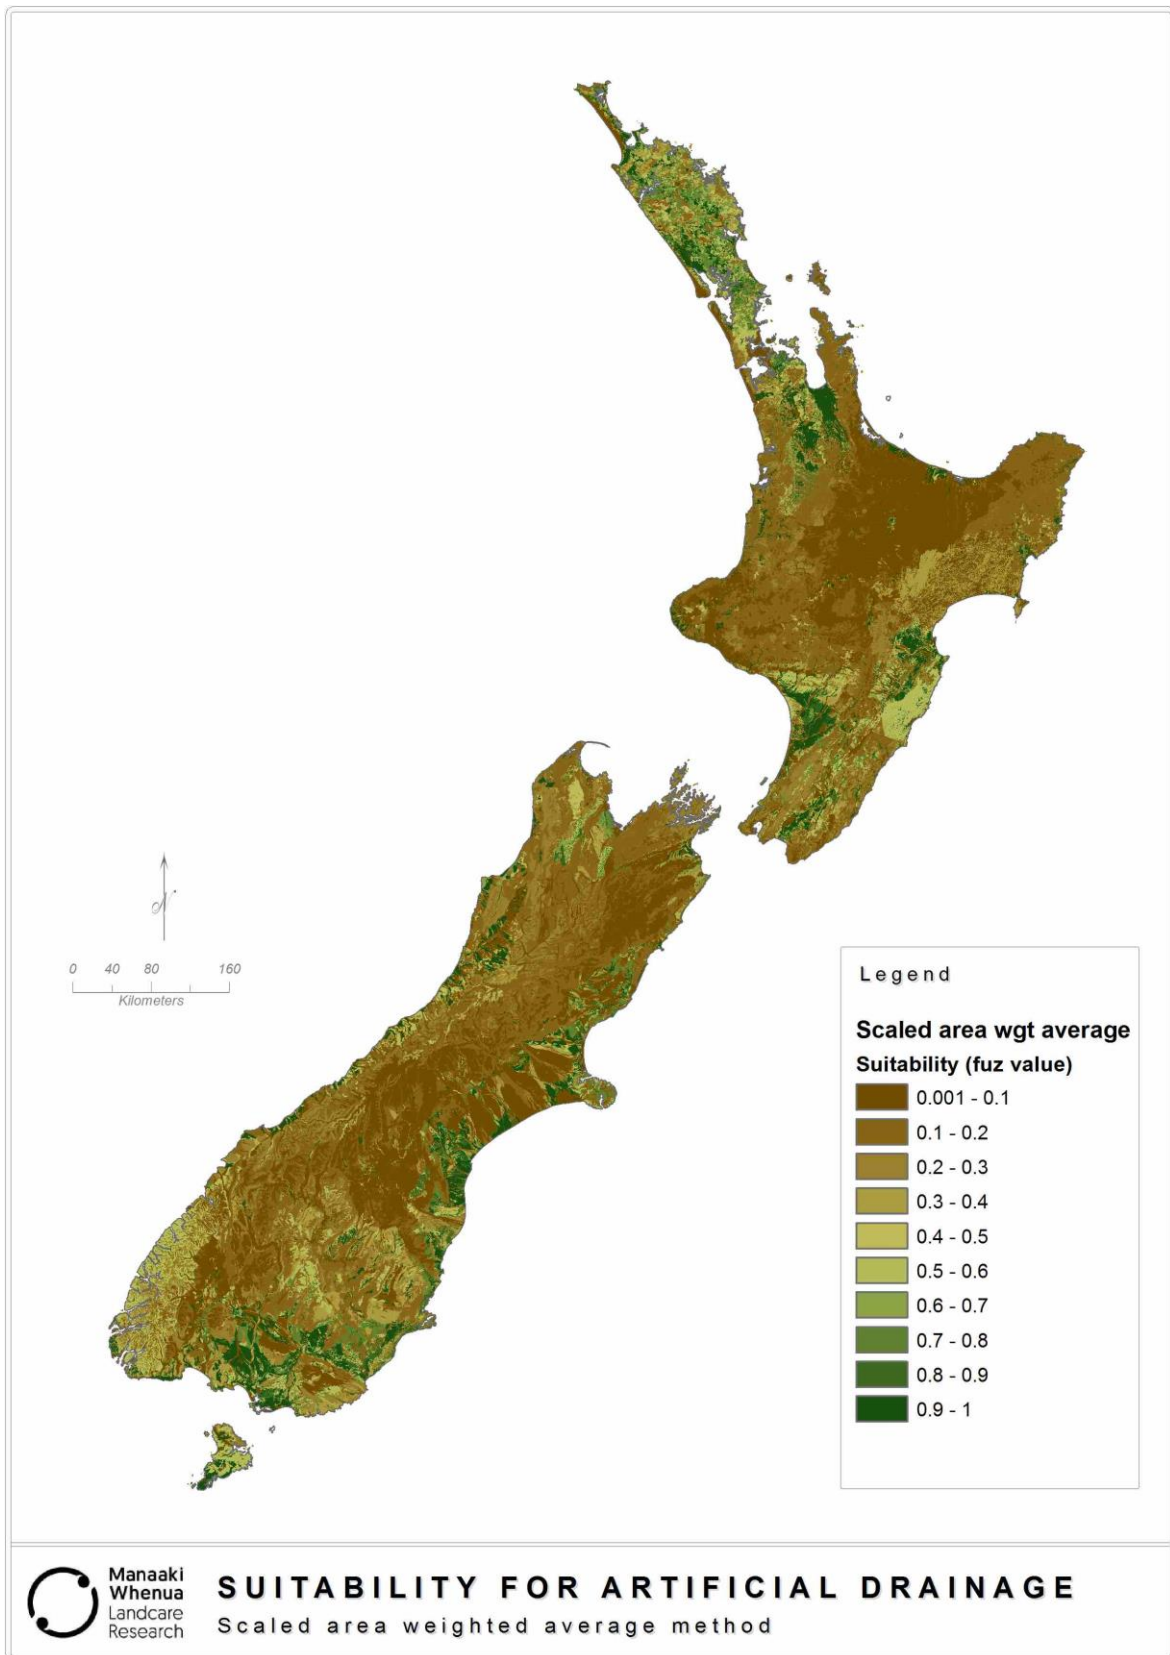 N
0 40 80 160
Kilometers
Legend
Scaled area wgt average
Suitability (fuz value)
0.001 - 0.1
0.1 - 0.2
0.2 - 0.3
0.3 - 0.4
0.4 - 0.5
0.5 - 0.6
0.6 - 0.7
0.7 - 0.8
0.8 - 0.9
0.9 - 1
Manaaki
Whenua
Landcare
Research
SUITABILITY FOR ARTIFICIAL DRAINAGE
Scaled area weighted average method